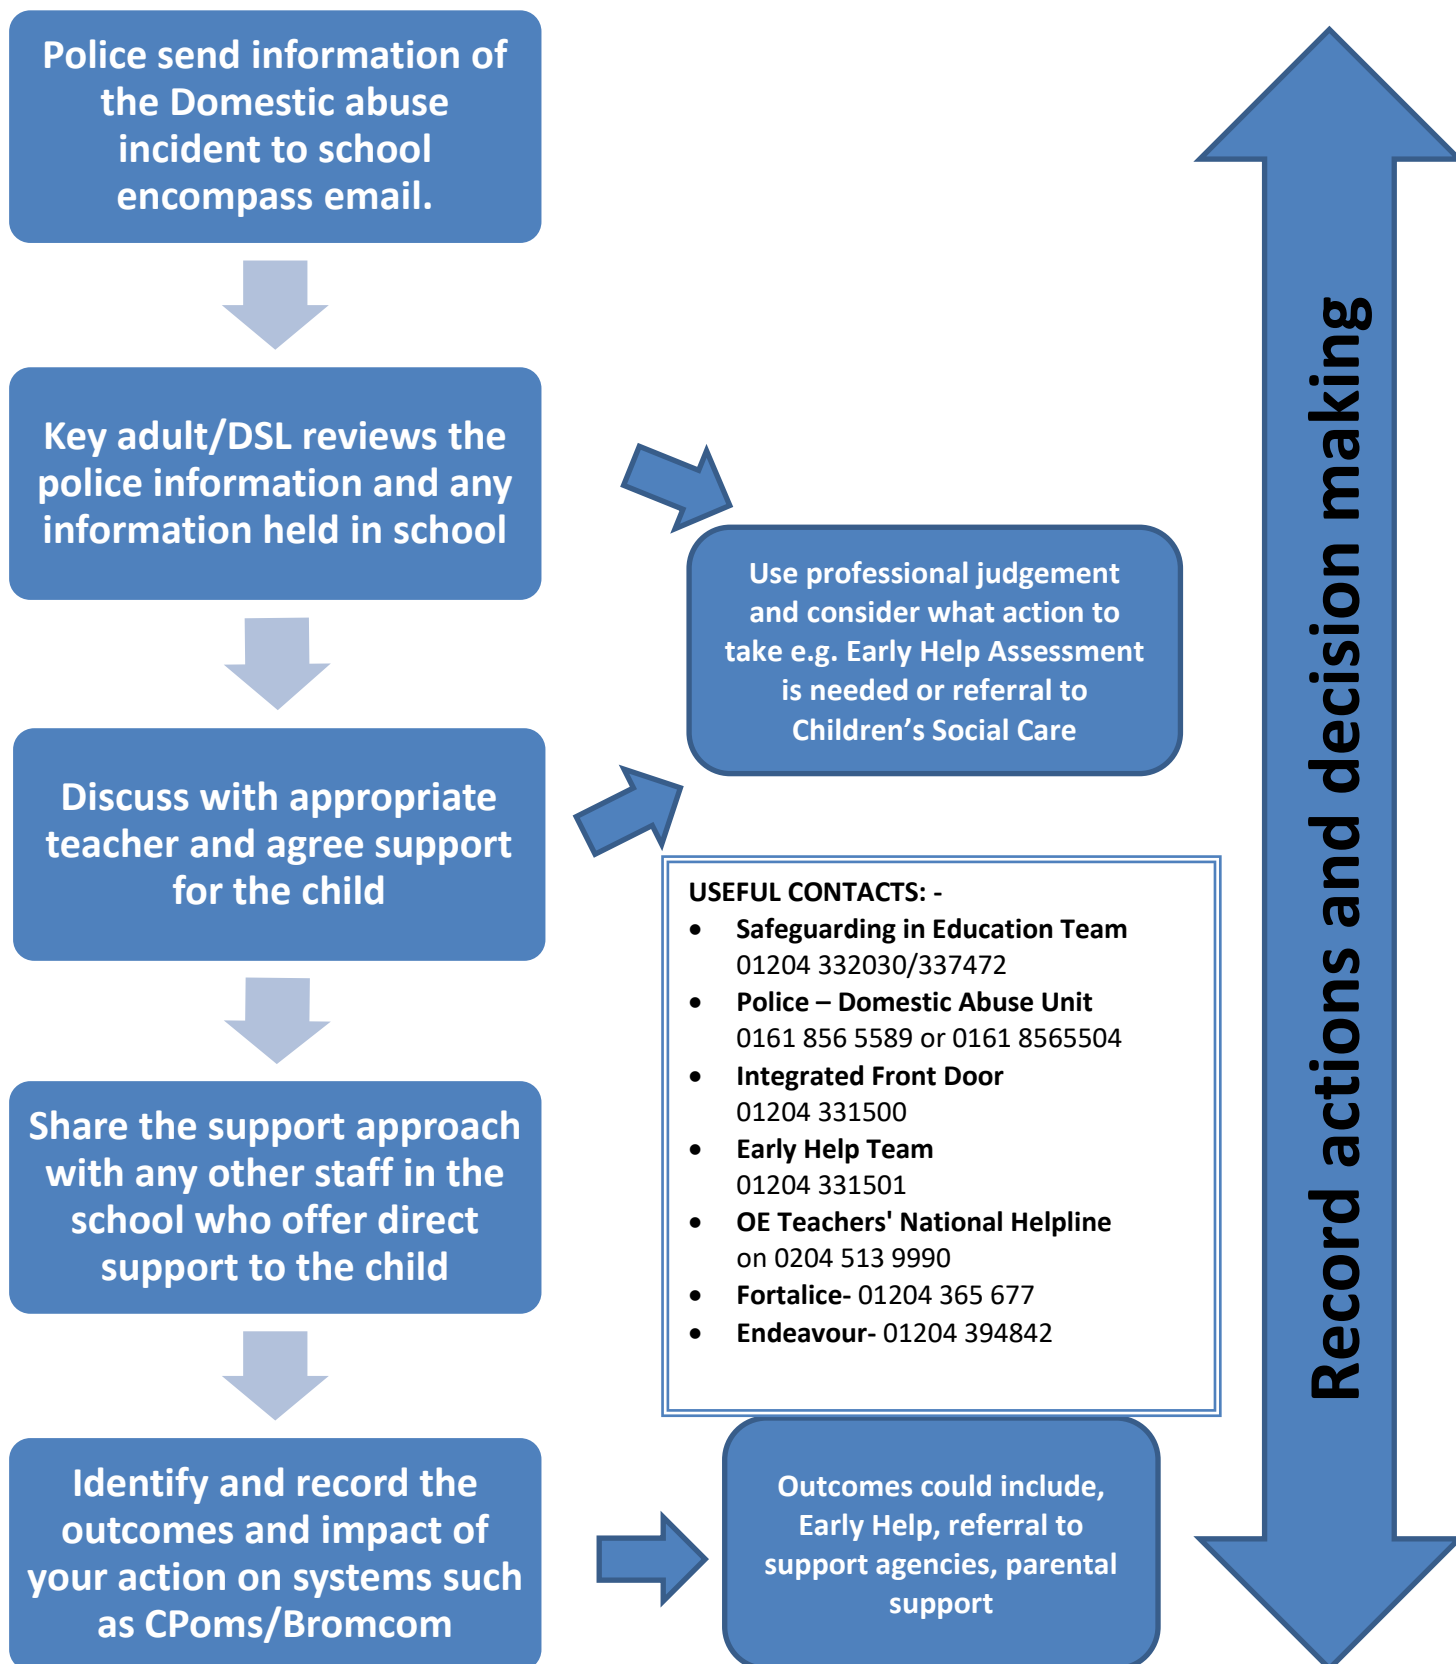 Police send information of
the Domestic abuse
incident to school
encompass email.
Key adult/DSL reviews the
police information and any
information held in school
Use professional judgement
and consider what action to
take e.g. Early Help Assessment
is needed or referral to
Children's Social Care
Discuss with appropriate
teacher and agree support
for the child
USEFUL CONTACTS: -
• Safeguarding in Education Team
01204 332030/337472
• Police – Domestic Abuse Unit
0161 856 5589 or 0161 8565504
• Integrated Front Door
01204 331500
• Early Help Team
01204 331501
• OE Teachers' National Helpline
on 0204 513 9990
• Fortalice- 01204 365 677
• Endeavour- 01204 394842
Share the support approach
with any other staff in the
school who offer direct
support to the child
Identify and record the
outcomes and impact of
your action on systems such
as CPoms/Bromcom
Outcomes could include,
Early Help, referral to
support agencies, parental
support
Record actions and decision making